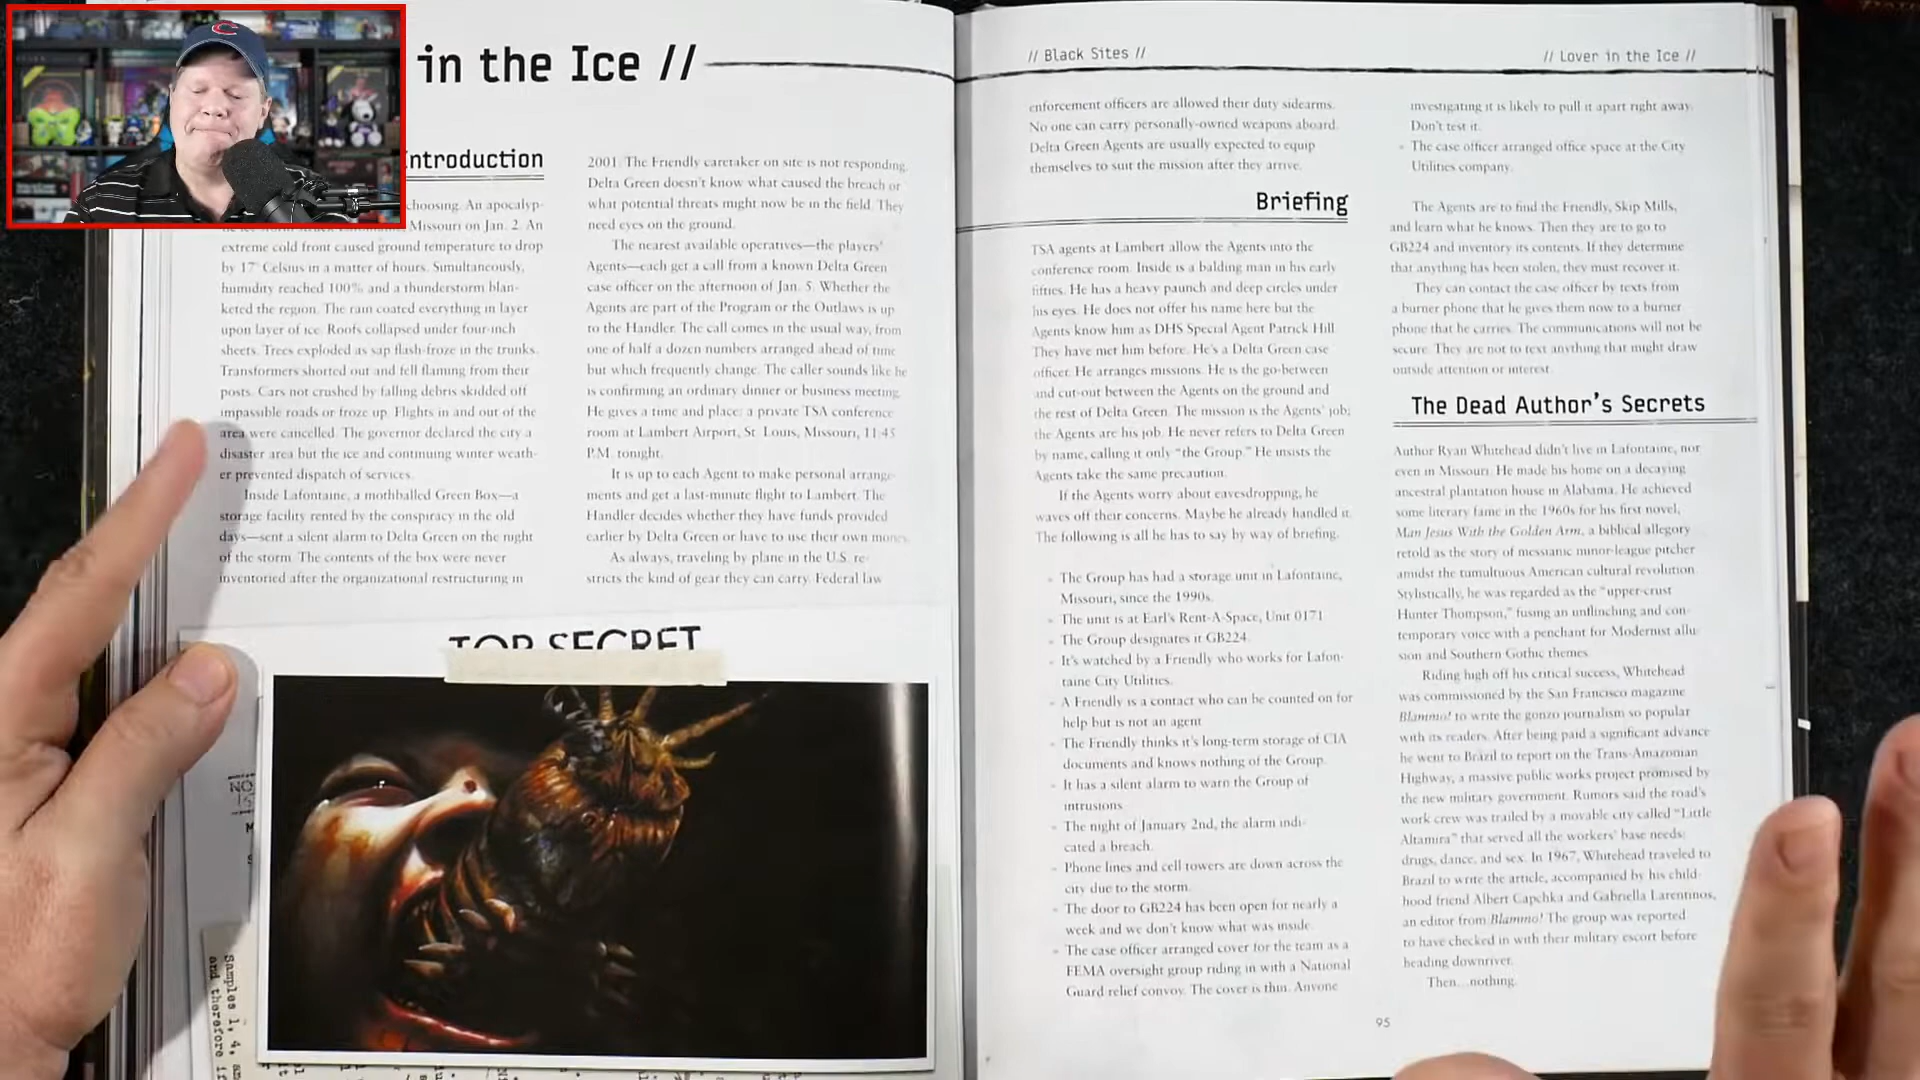 in the Ice //
Introduction
choosing. An apocalyp-
Missouri on Jan. 2. An
extreme cold front caused ground temperature to drop
by 17° Celsius in a matter of hours. Simultaneously,
humidity reached 100% and a thunderstorm blan-
keted the region. The rain coated everything in layer
upon layer of ice. Roofs collapsed under four-inch
sheets. Trees exploded as sap flash-froze in the trunks.
Transformers shorted out and fell flaming from their
posts. Cars not crushed by falling debris skidded off
impassible roads or froze up. Flights in and out of the
area were cancelled. The governor declared the city a
disaster area but the ice and continuing winter weath-
er prevented dispatch of services.
Inside Lafontaine, a mothballed Green Box—a
storage facility rented by the conspiracy in the old
days—sent a silent alarm to Delta Green on the night
of the storm. The contents of the box were never
inventoried after the organizational restructuring in
2001. The Friendly caretaker on site is not responding.
Delta Green doesn't know what caused the breach or
what potential threats might now be in the field. They
need eyes on the ground.
The nearest available operatives—the players'
Agents—each get a call from a known Delta Green
case officer on the afternoon of Jan. 5. Whether the
Agents are part of the Program or the Outlaws is up
to the Handler. The call comes in the usual way, from
one of half a dozen numbers arranged ahead of time
but which frequently change. The caller sounds like he
is confirming an ordinary dinner or business meeting.
He gives a time and place: a private TSA conference
room at Lambert Airport, St. Louis, Missouri, 11:45
P.M. tonight.
It is up to each Agent to make personal arrange-
ments and get a last-minute flight to Lambert. The
Handler decides whether they have funds provided
earlier by Delta Green or have to use their own money.
As always, traveling by plane in the U.S. re-
stricts the kind of gear they can carry. Federal law
TOP SECRET
NO
Samples 1, 4, an
and therefore if
// Black Sites //
// Lover in the Ice //
enforcement officers are allowed their duty sidearms.
No one can carry personally-owned weapons aboard.
Delta Green Agents are usually expected to equip
themselves to suit the mission after they arrive.
Briefing
TSA agents at Lambert allow the Agents into the
conference room. Inside is a balding man in his early
fifties. He has a heavy paunch and deep circles under
his eyes. He does not offer his name here but the
Agents know him as DHS Special Agent Patrick Hill.
They have met him before. He's a Delta Green case
officer. He arranges missions. He is the go-between
and cut-out between the Agents on the ground and
the rest of Delta Green. The mission is the Agents' job;
the Agents are his job. He never refers to Delta Green
by name, calling it only "the Group." He insists the
Agents take the same precaution.
If the Agents worry about eavesdropping, he
waves off their concerns. Maybe he already handled it.
The following is all he has to say by way of briefing.
- The Group has had a storage unit in Lafontaine,
Missouri, since the 1990s.
- The unit is at Earl's Rent-A-Space, Unit 0171
- The Group designates it GB224.
- It's watched by a Friendly who works for Lafon-
taine City Utilities.
- A Friendly is a contact who can be counted on for
help but is not an agent
- The Friendly thinks it's long-term storage of CIA
documents and knows nothing of the Group.
- It has a silent alarm to warn the Group of
intrusions
- The night of January 2nd, the alarm indi-
cated a breach.
- Phone lines and cell towers are down across the
city due to the storm.
- The door to GB224 has been open for nearly a
week and we don't know what was inside.
- The case officer arranged cover for the team as a
FEMA oversight group riding in with a National
Guard relief convoy. The cover is thin. Anyone
investigating it is likely to pull it apart right away.
Don't test it.
- The case officer arranged office space at the City
Utilities company.
The Agents are to find the Friendly, Skip Mills,
and learn what he knows. Then they are to go to
GB224 and inventory its contents. If they determine
that anything has been stolen, they must recover it.
They can contact the case officer by texts from
a burner phone that he gives them now to a burner
phone that he carries. The communications will not be
secure. They are not to text anything that might draw
outside attention or interest.
The Dead Author's Secrets
Author Ryan Whitehead didn't live in Lafontaine, nor
even in Missouri. He made his home on a decaying
ancestral plantation house in Alabama. He achieved
some literary fame in the 1960s for his first novel,
Man Jesus With the Golden Arm, a biblical allegory
retold as the story of messianic minor-league pitcher
amidst the tumultuous American cultural revolution.
Stylistically, he was regarded as the "upper-crust
Hunter Thompson," fusing an unflinching and con-
temporary voice with a penchant for Modernist allu-
sion and Southern Gothic themes.
Riding high off his critical success, Whitehead
was commissioned by the San Francisco magazine
Blammo! to write the gonzo journalism so popular
with its readers. After being paid a significant advance
he went to Brazil to report on the Trans-Amazonian
Highway, a massive public works project promised by
the new military government. Rumors said the road's
work crew was trailed by a movable city called "Little
Altamira" that served all the workers' base needs:
drugs, dance, and sex. In 1967, Whitehead traveled to
Brazil to write the article, accompanied by his child-
hood friend Albert Capchka and Gabriella Larentinos,
an editor from Blammo! The group was reported
to have checked in with their military escort before
heading downriver.
Then...nothing.
95